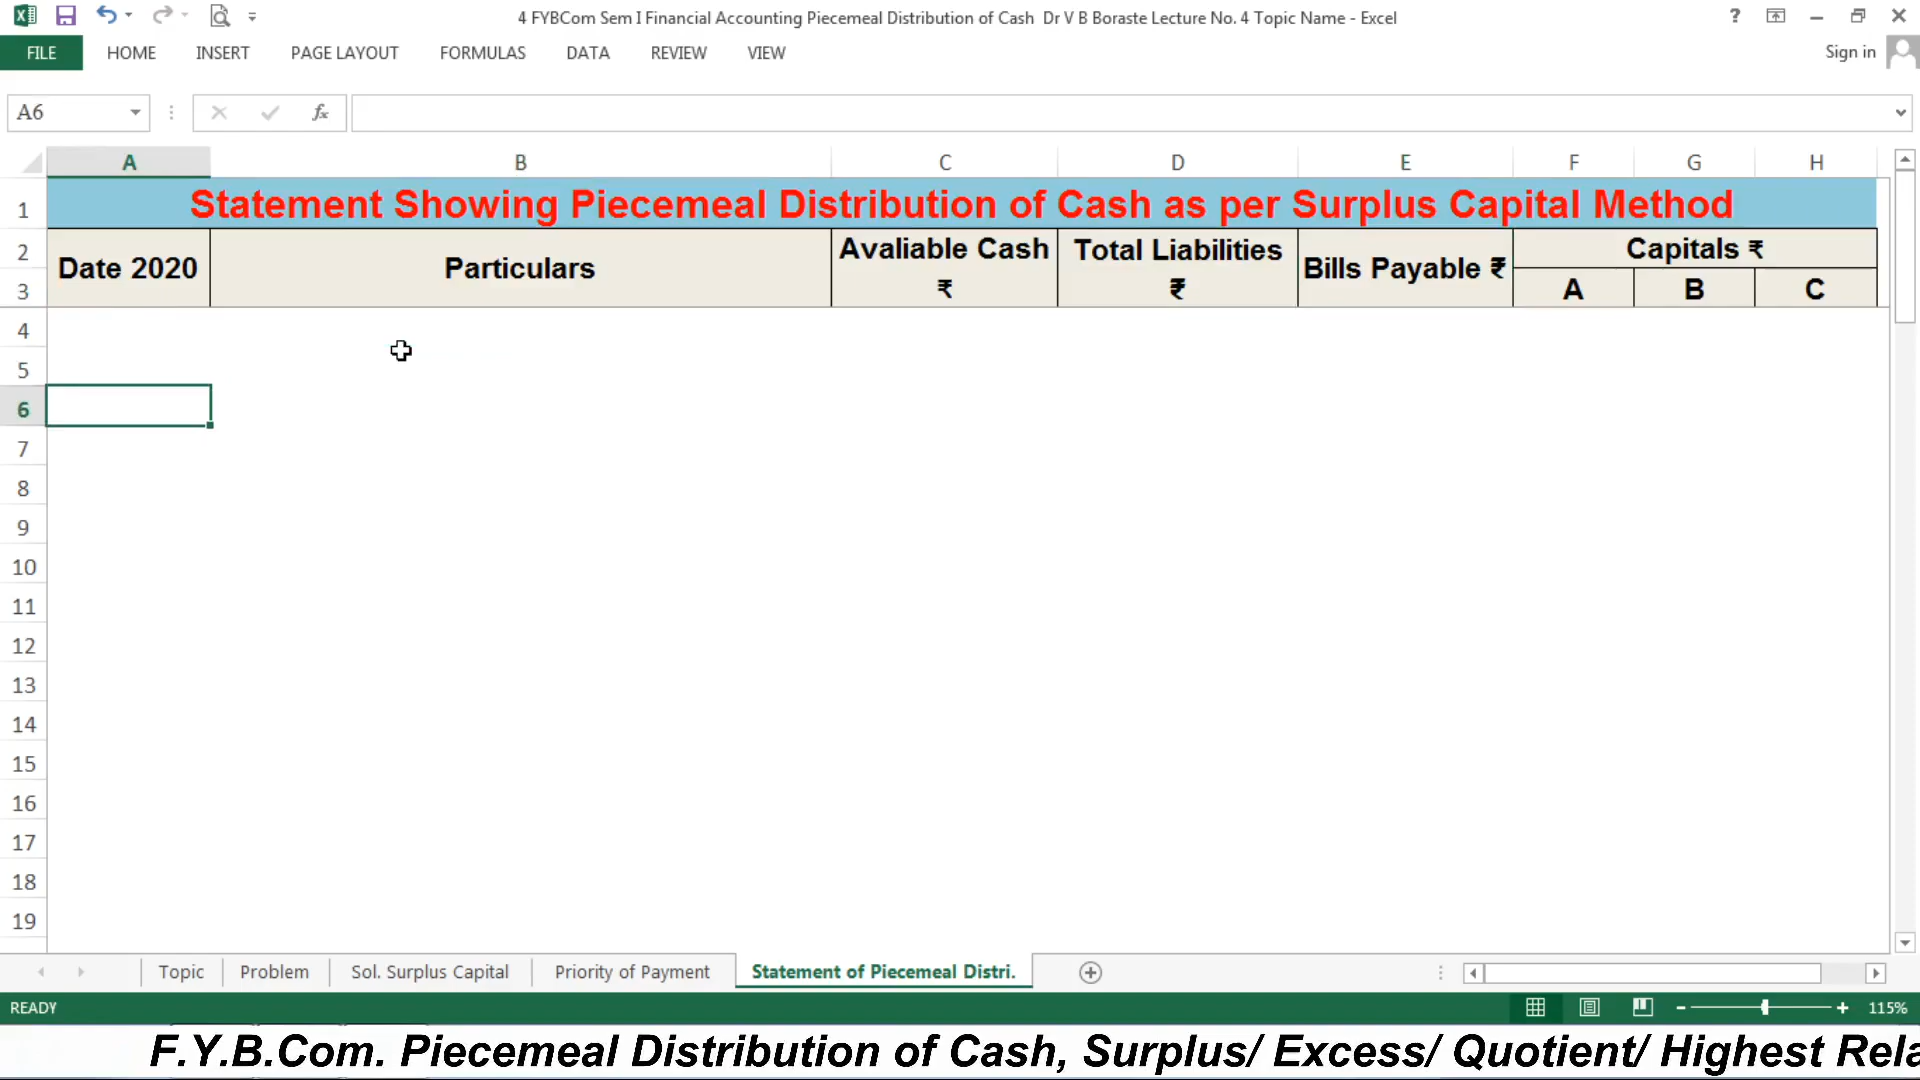 4 FYBCom Sem I Financial Accounting Piecemeal Distribution of Cash  Dr V B Boraste Lecture No. 4 Topic Name - Excel
?
FILE HOME INSERT PAGE LAYOUT FORMULAS DATA REVIEW VIEW Sign in
A6 fx
A B C D E F G H
1 Statement Showing Piecemeal Distribution of Cash as per Surplus Capital Method
2 Date 2020 Particulars Avaliable Cash ₹ Total Liabilities ₹ Bills Payable ₹ Capitals ₹
3 A B C
4
5
6
7
8
9
10
11
12
13
14
15
16
17
18
19
Topic Problem Sol. Surplus Capital Priority of Payment Statement of Piecemeal Distri.
READY 115%
F.Y.B.Com. Piecemeal Distribution of Cash, Surplus/ Excess/ Quotient/ Highest Rela